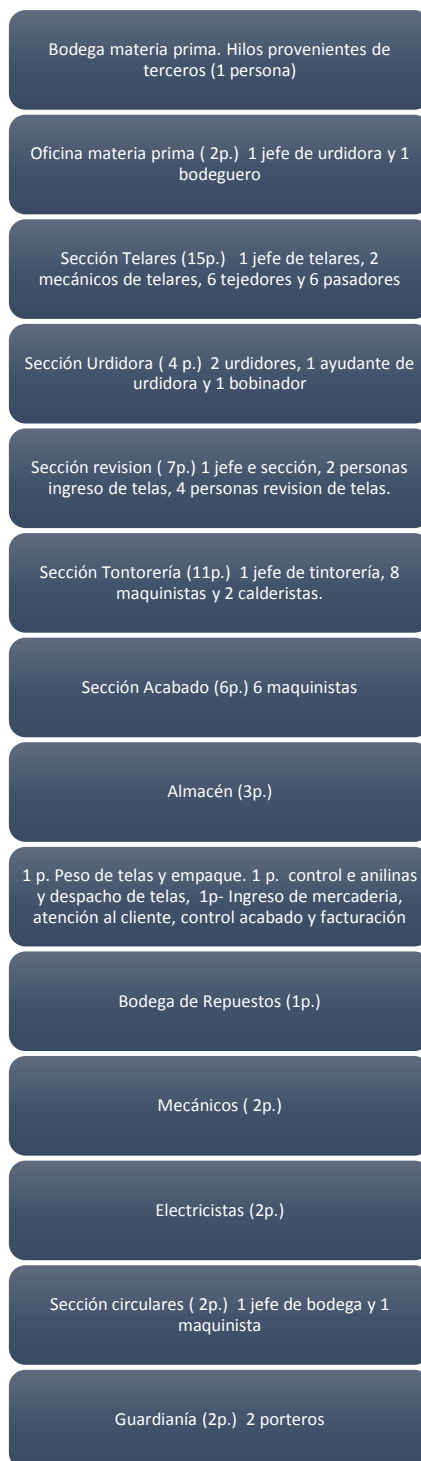 Bodega materia prima. Hilos provenientes de
terceros (1 persona)
Oficina materia prima ( 2p.) 1 jefe de urdidora y 1
bodeguero
Sección Telares (15p.) 1 jefe de telares, 2
mecánicos de telares, 6 tejedores y 6 pasadores
Sección Urdidora ( 4 p.) 2 urdidores, 1 ayudante de
urdidora y 1 bobinador
Sección revision ( 7p.) 1 jefe e sección, 2 personas
ingreso de telas, 4 personas revision de telas.
Sección Tontorería (11p.) 1 jefe de tintorería, 8
maquinistas y 2 calderistas.
Sección Acabado (6p.) 6 maquinistas
Almacén (3p.)
1 p. Peso de telas y empaque. 1 p. control e anilinas
y despacho de telas, 1p- Ingreso de mercaderia,
atención al cliente, control acabado y facturación
Bodega de Repuestos (1p.)
Mecánicos ( 2p.)
Electricistas (2p.)
Sección circulares ( 2p.) 1 jefe de bodega y 1
maquinista
Guardianía (2p.) 2 porteros